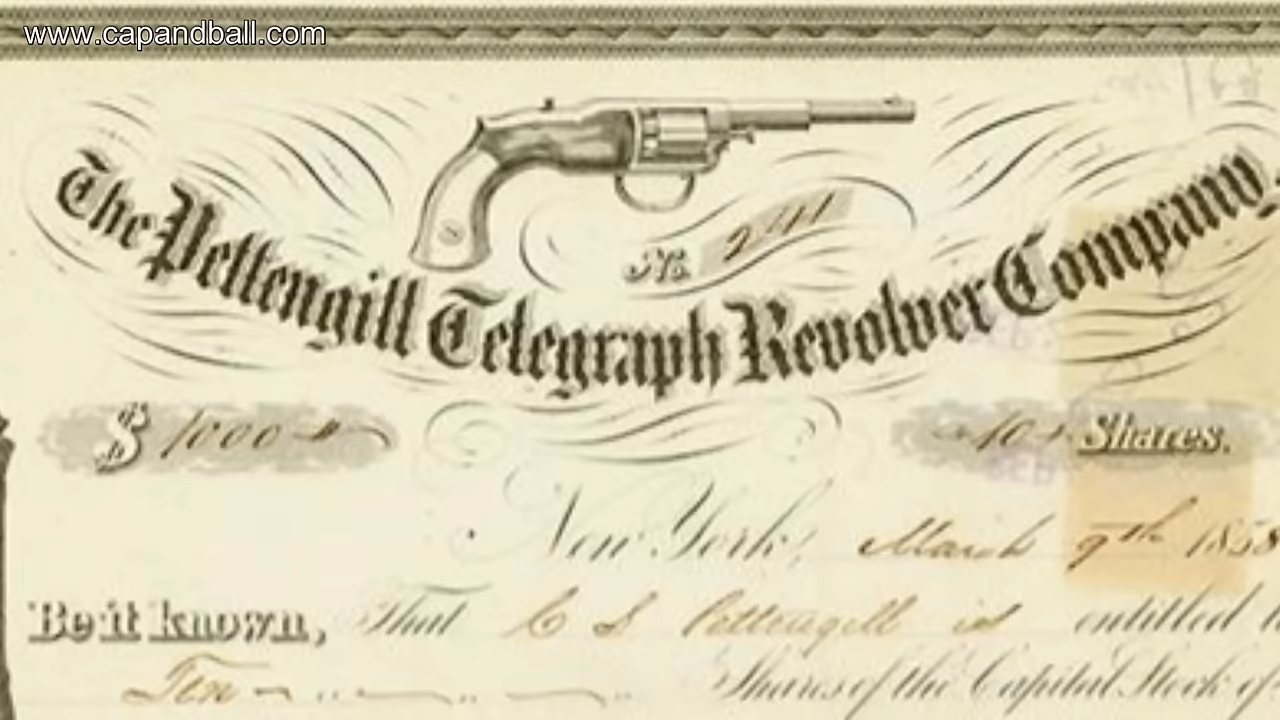 www.capandball.com
The Pettengill Telegraph Revolver Company,
No. 241
$ 1000
10 Shares.
New York, March 9th 1858
Be it known, That C S Pettengill is entitled
Ten
Shares of the Capital Stock of